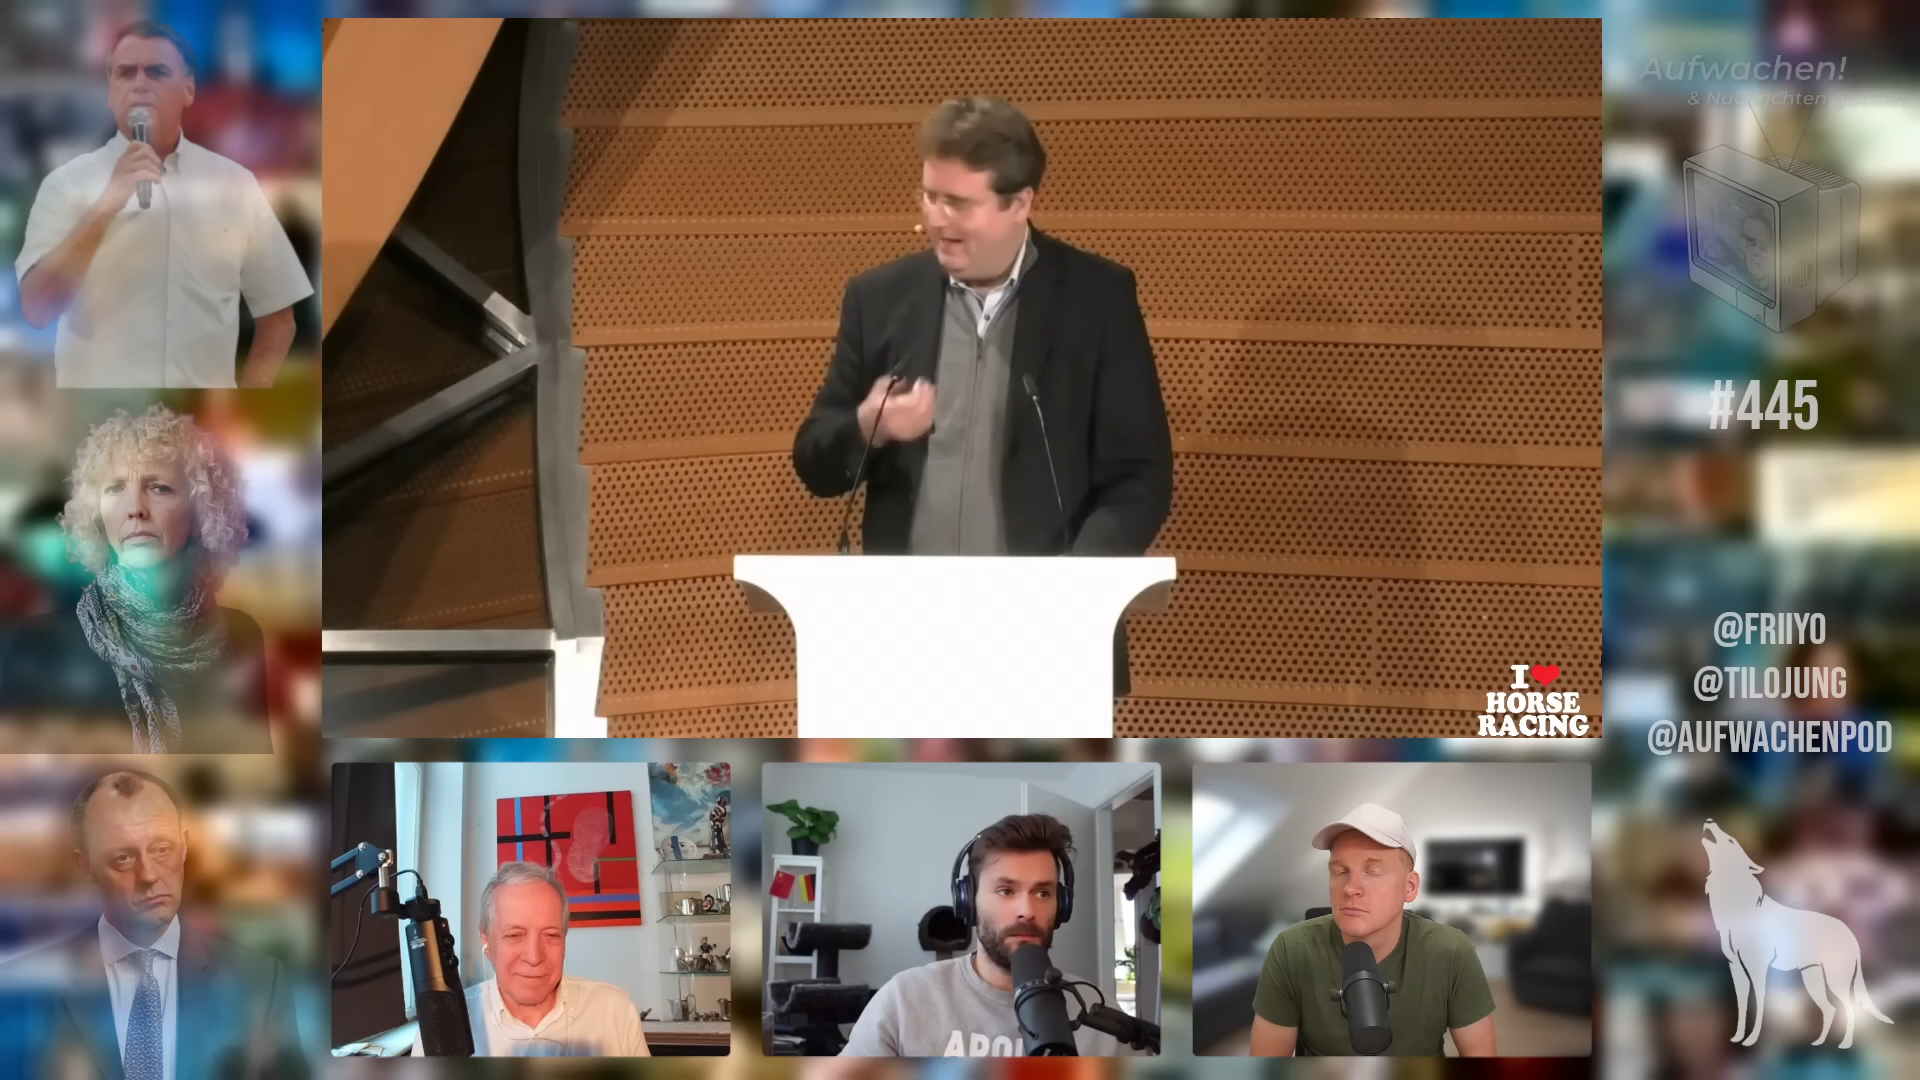 Aufwachen!
#445
@FRIIYO
@TILOJUNG
@AUFWACHENPOD
I ❤
HORSE
RACING